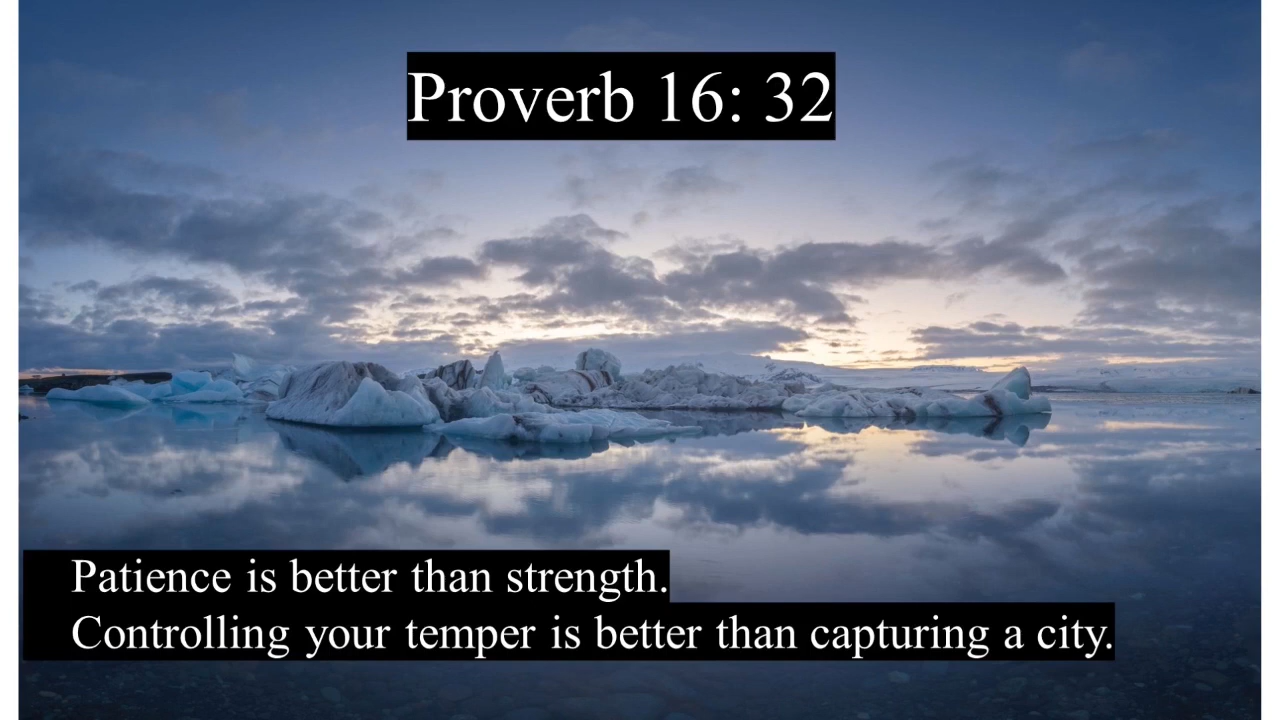 Proverb 16: 32
Patience is better than strength.
Controlling your temper is better than capturing a city.